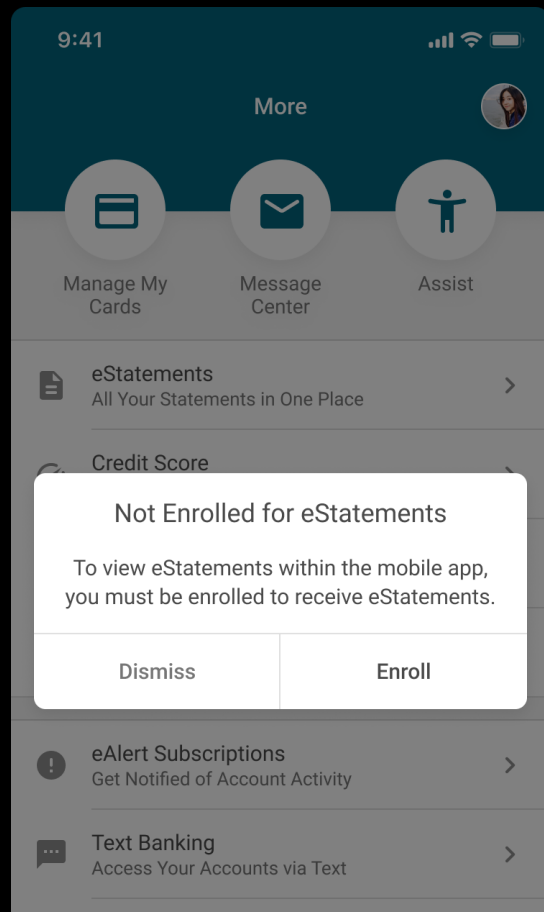 9:41
More
Manage My
Cards
Message
Center
Assist
eStatements
All Your Statements in One Place
Credit Score
Not Enrolled for eStatements
To view eStatements within the mobile app,
you must be enrolled to receive eStatements.
Dismiss
Enroll
eAlert Subscriptions
Get Notified of Account Activity
Text Banking
Access Your Accounts via Text